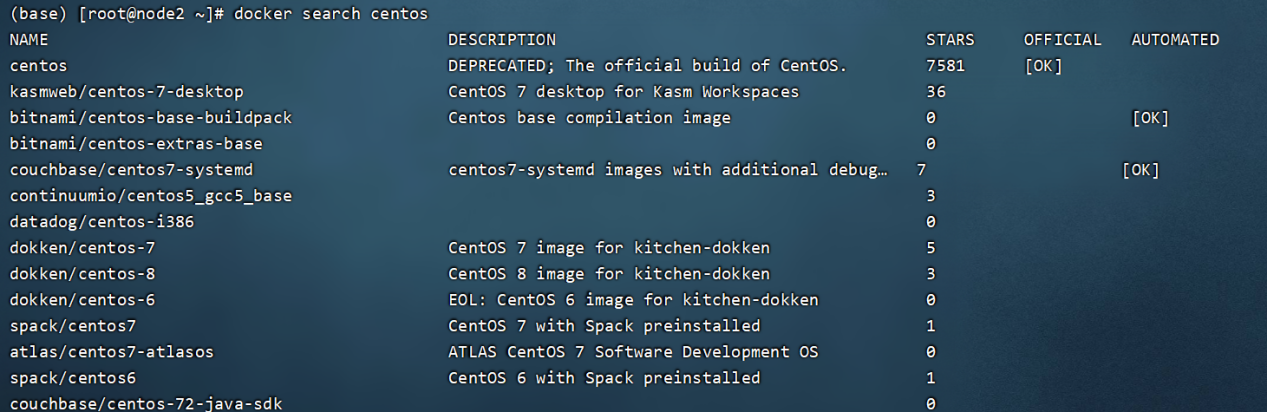 (base) [root@node2 ~]# docker search centos
NAME DESCRIPTION STARS OFFICIAL AUTOMATED
centos DEPRECATED; The official build of CentOS. 7581 [OK]
kasmweb/centos-7-desktop CentOS 7 desktop for Kasm Workspaces 36
bitnami/centos-base-buildpack Centos base compilation image 0 [OK]
bitnami/centos-extras-base 0
couchbase/centos7-systemd centos7-systemd images with additional debug… 7 [OK]
continuumio/centos5_gcc5_base 3
datadog/centos-i386 0
dokken/centos-7 CentOS 7 image for kitchen-dokken 5
dokken/centos-8 CentOS 8 image for kitchen-dokken 3
dokken/centos-6 EOL: CentOS 6 image for kitchen-dokken 0
spack/centos7 CentOS 7 with Spack preinstalled 1
atlas/centos7-atlasos ATLAS CentOS 7 Software Development OS 0
spack/centos6 CentOS 6 with Spack preinstalled 1
couchbase/centos-72-java-sdk 0